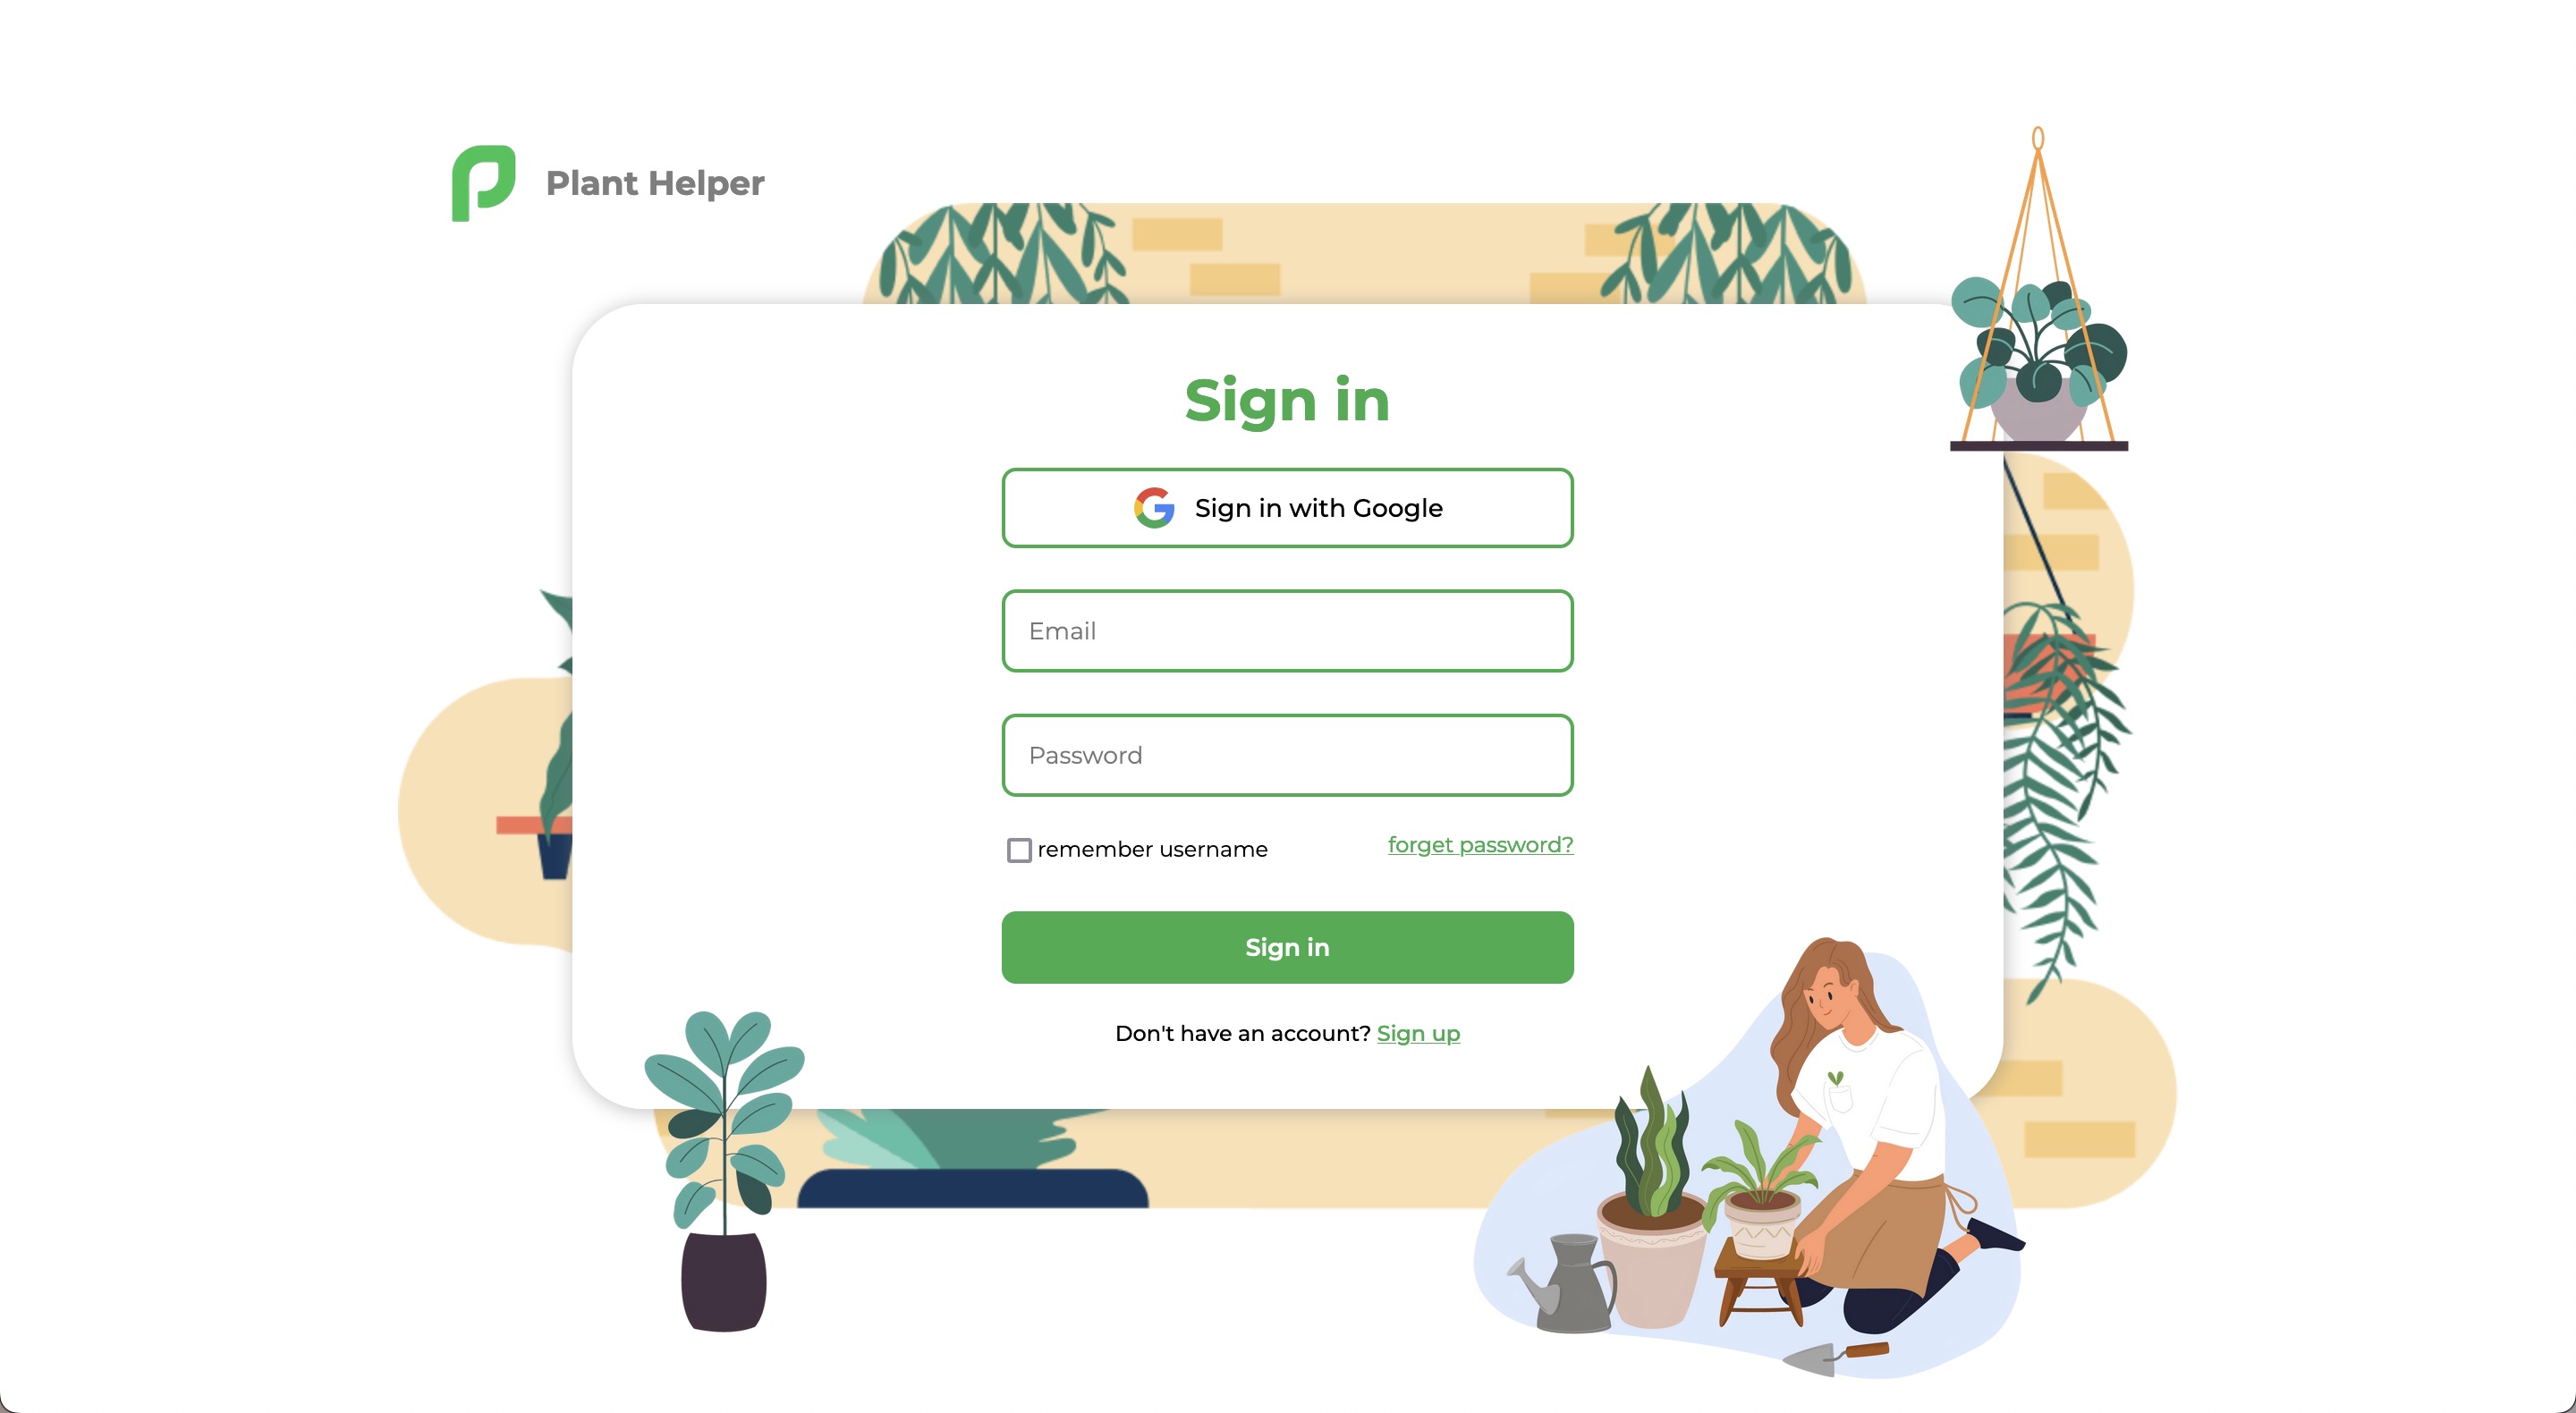 Plant Helper
Sign in
Sign in with Google
Email
Password
remember username
forget password?
Sign in
Don't have an account? Sign up